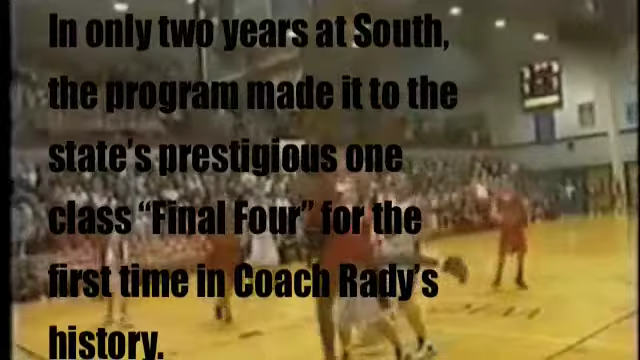 In only two years at South,
the program made it to the
state’s prestigious one
class “Final Four” for the
first time in Coach Rady’s
history.